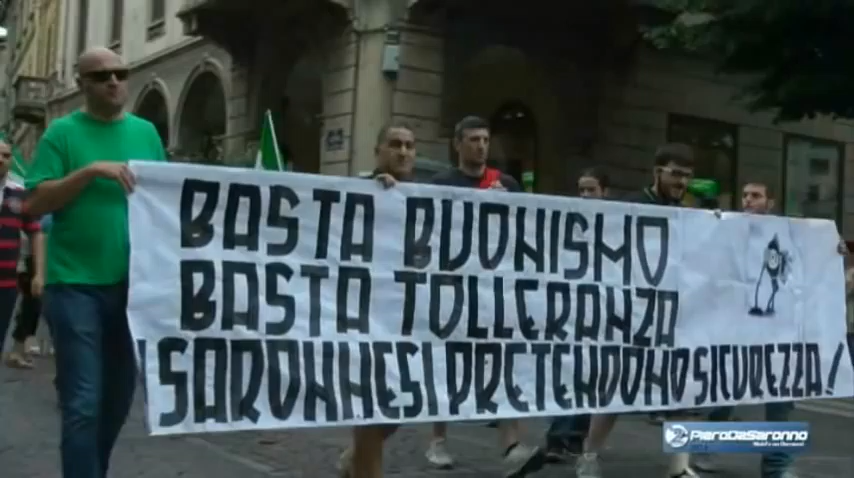 BASTA BUONISMO
BASTA TOLLERANZA
I SARONNESI PRETENDONO SICUREZZA!
PieroDaSaronno